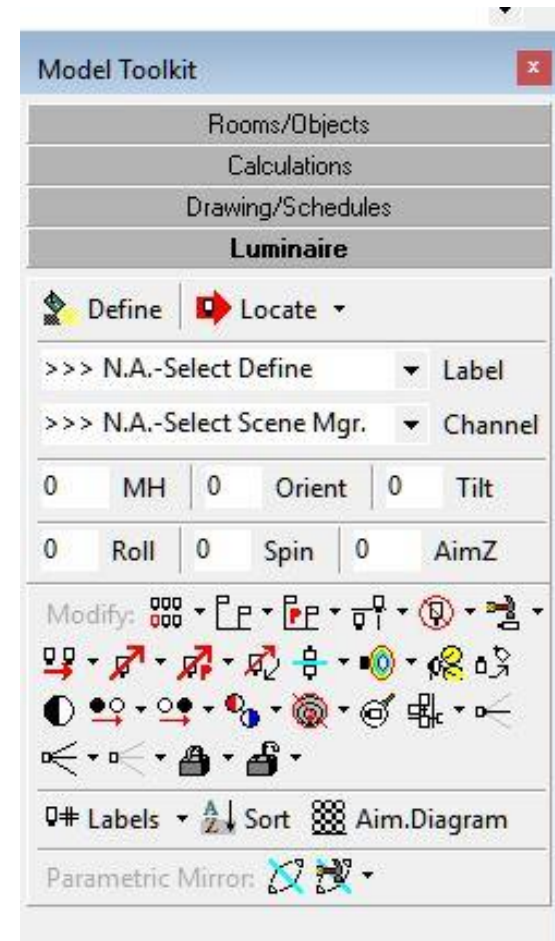 Model Toolkit
Rooms/Objects
Calculations
Drawing/Schedules
Luminaire
Define Locate
>>> N.A.-Select Define Label
>>> N.A.-Select Scene Mgr. Channel
0 MH 0 Orient 0 Tilt
0 Roll 0 Spin 0 AimZ
Modify:
Labels Sort Aim.Diagram
Parametric Mirror: